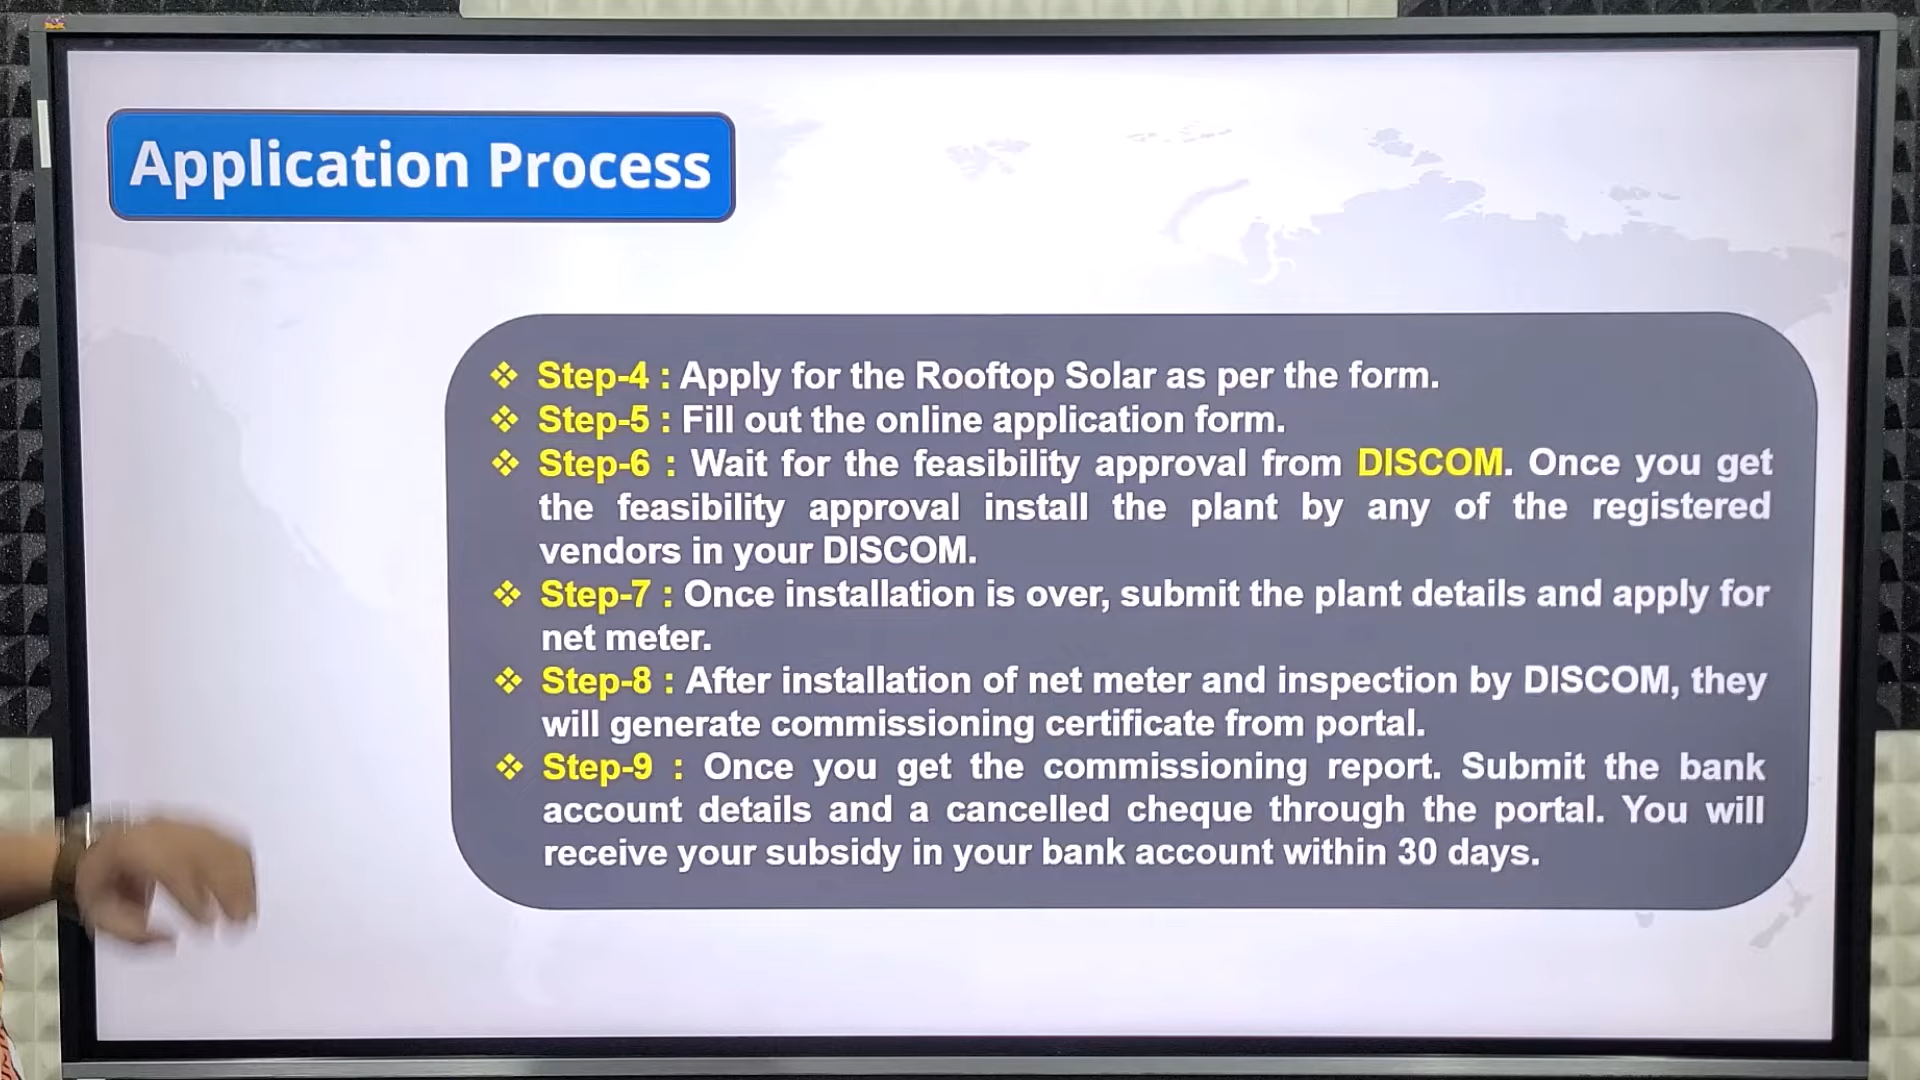 Application Process
❖ Step-4 : Apply for the Rooftop Solar as per the form.
❖ Step-5 : Fill out the online application form.
❖ Step-6 : Wait for the feasibility approval from DISCOM. Once you get
the feasibility approval install the plant by any of the registered
vendors in your DISCOM.
❖ Step-7 : Once installation is over, submit the plant details and apply for
net meter.
❖ Step-8 : After installation of net meter and inspection by DISCOM, they
will generate commissioning certificate from portal.
❖ Step-9 : Once you get the commissioning report. Submit the bank
account details and a cancelled cheque through the portal. You will
receive your subsidy in your bank account within 30 days.